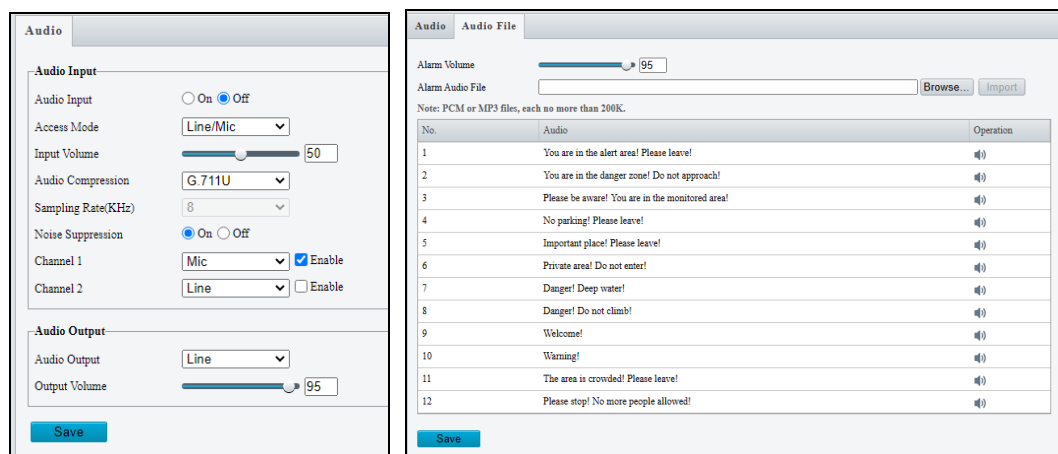 Audio
Audio Input
Audio Input On Off
Access Mode Line/Mic
Input Volume 50
Audio Compression G.711U
Sampling Rate(KHz) 8
Noise Suppression On Off
Channel 1 Mic Enable
Channel 2 Line Enable
Audio Output
Audio Output Line
Output Volume 95
Save
Audio Audio File
Alarm Volume 95
Alarm Audio File Browse... Import
Note: PCM or MP3 files, each no more than 200K.
No. Audio Operation
1 You are in the alert area! Please leave!
2 You are in the danger zone! Do not approach!
3 Please be aware! You are in the monitored area!
4 No parking! Please leave!
5 Important place! Please leave!
6 Private area! Do not enter!
7 Danger! Deep water!
8 Danger! Do not climb!
9 Welcome!
10 Warning!
11 The area is crowded! Please leave!
12 Please stop! No more people allowed!
Save